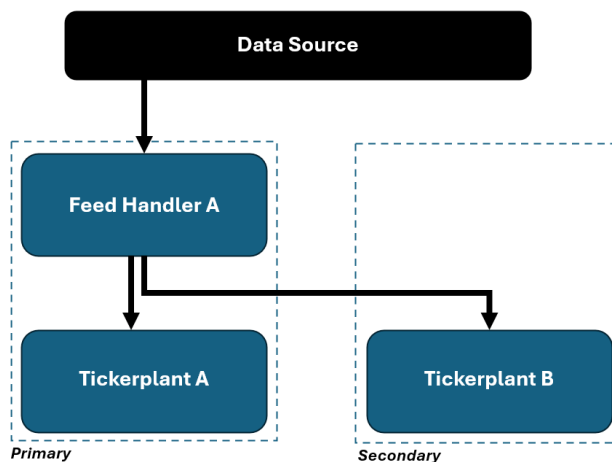 Data Source
Feed Handler A
Tickerplant A
Tickerplant B
Primary
Secondary